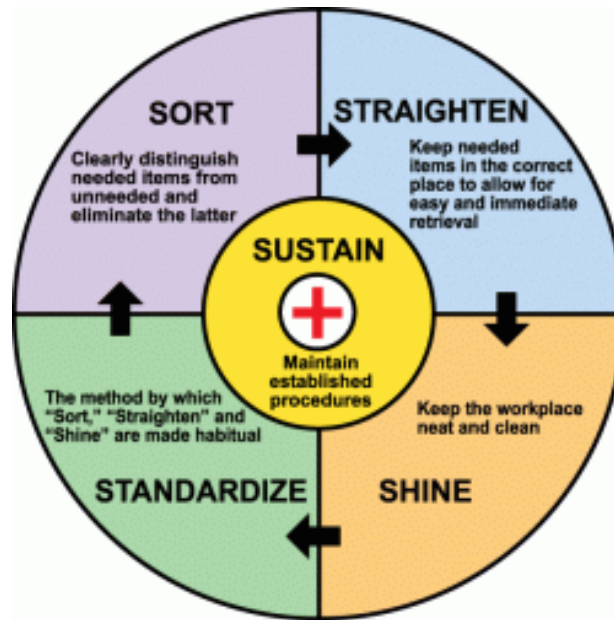 SORT
Clearly distinguish
needed items from
unneeded and
eliminate the latter
STRAIGHTEN
Keep needed
items in the correct
place to allow for
easy and immediate
retrieval
SUSTAIN
Maintain
established
procedures
The method by which
“Sort,” “Straighten” and
“Shine” are made habitual
STANDARDIZE
Keep the workplace
neat and clean
SHINE